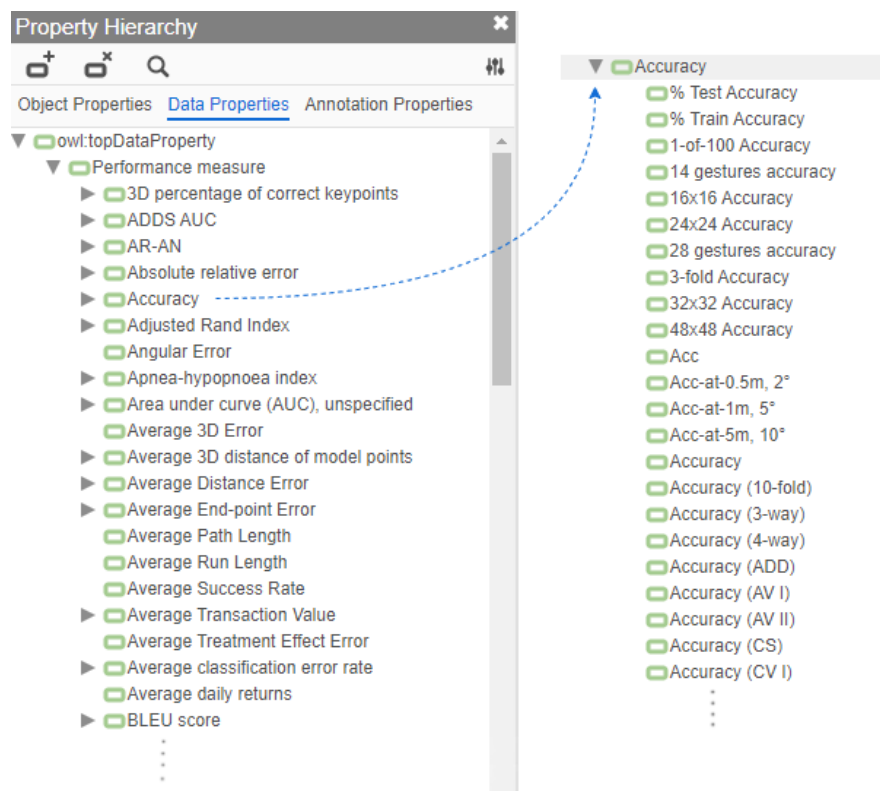 Property Hierarchy
Object Properties Data Properties Annotation Properties
owl:topDataProperty
Performance measure
3D percentage of correct keypoints
ADDS AUC
AR-AN
Absolute relative error
Accuracy
Adjusted Rand Index
Angular Error
Apnea-hypopnoea index
Area under curve (AUC), unspecified
Average 3D Error
Average 3D distance of model points
Average Distance Error
Average End-point Error
Average Path Length
Average Run Length
Average Success Rate
Average Transaction Value
Average Treatment Effect Error
Average classification error rate
Average daily returns
BLEU score
Accuracy
% Test Accuracy
% Train Accuracy
1-of-100 Accuracy
14 gestures accuracy
16x16 Accuracy
24x24 Accuracy
28 gestures accuracy
3-fold Accuracy
32x32 Accuracy
48x48 Accuracy
Acc
Acc-at-0.5m, 2°
Acc-at-1m, 5°
Acc-at-5m, 10°
Accuracy
Accuracy (10-fold)
Accuracy (3-way)
Accuracy (4-way)
Accuracy (ADD)
Accuracy (AV I)
Accuracy (AV II)
Accuracy (CS)
Accuracy (CV I)